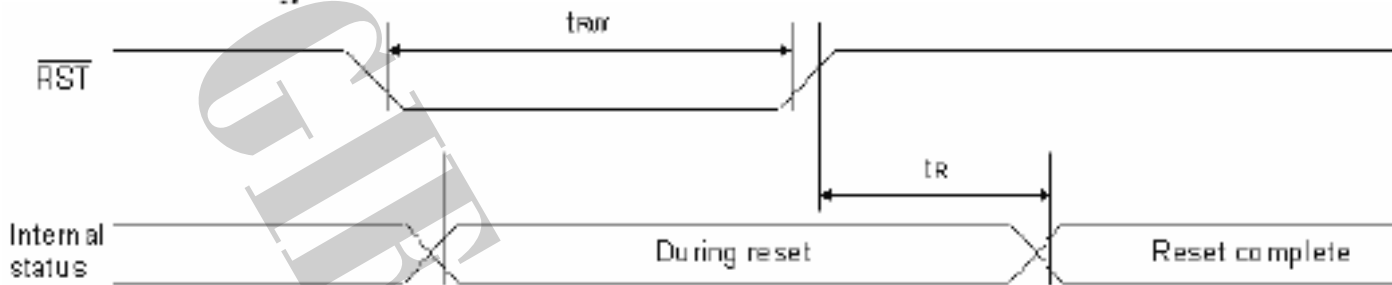 tRW
RST
tR
Internal
status
During reset
Reset complete